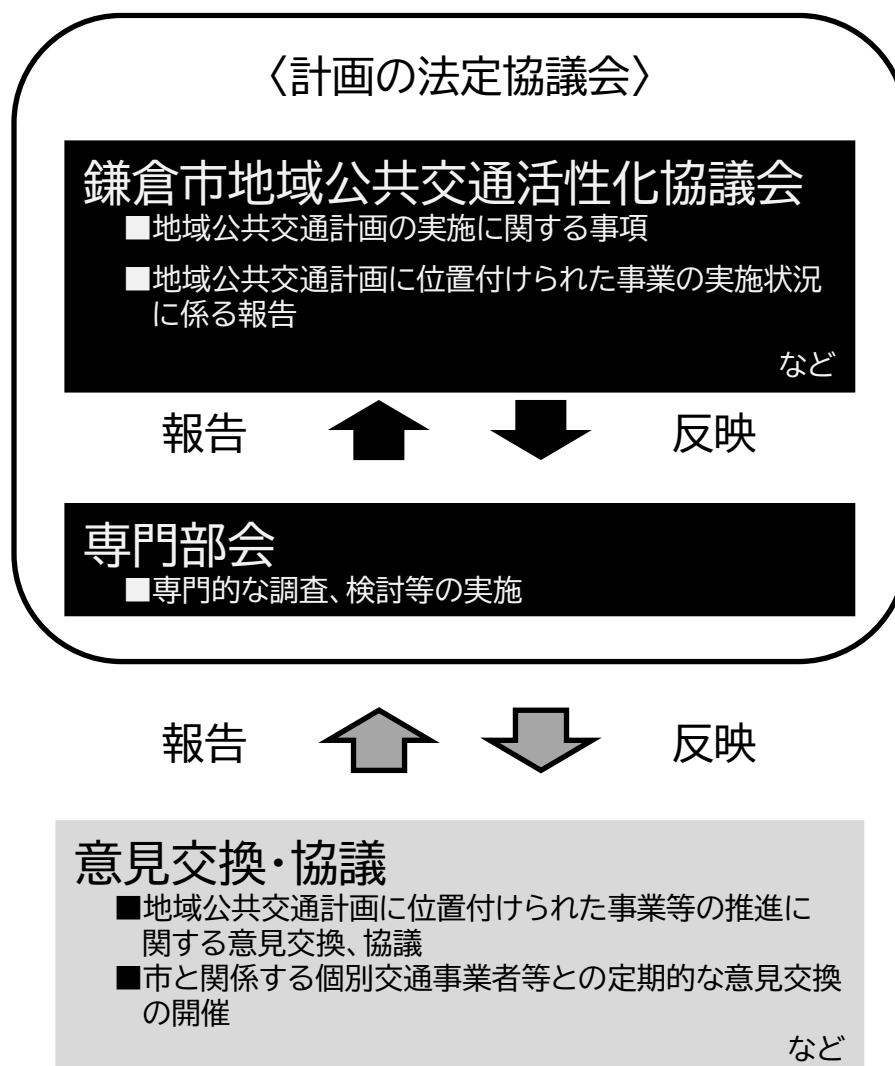 〈計画の法定協議会〉
鎌倉市地域公共交通活性化協議会
■地域公共交通計画の実施に関する事項
■地域公共交通計画に位置付けられた事業の実施状況
に係る報告
など
報告 反映
専門部会
■専門的な調査、検討等の実施
報告 反映
意見交換・協議
■地域公共交通計画に位置付けられた事業等の推進に
関する意見交換、協議
■市と関係する個別交通事業者等との定期的な意見交換
の開催
など